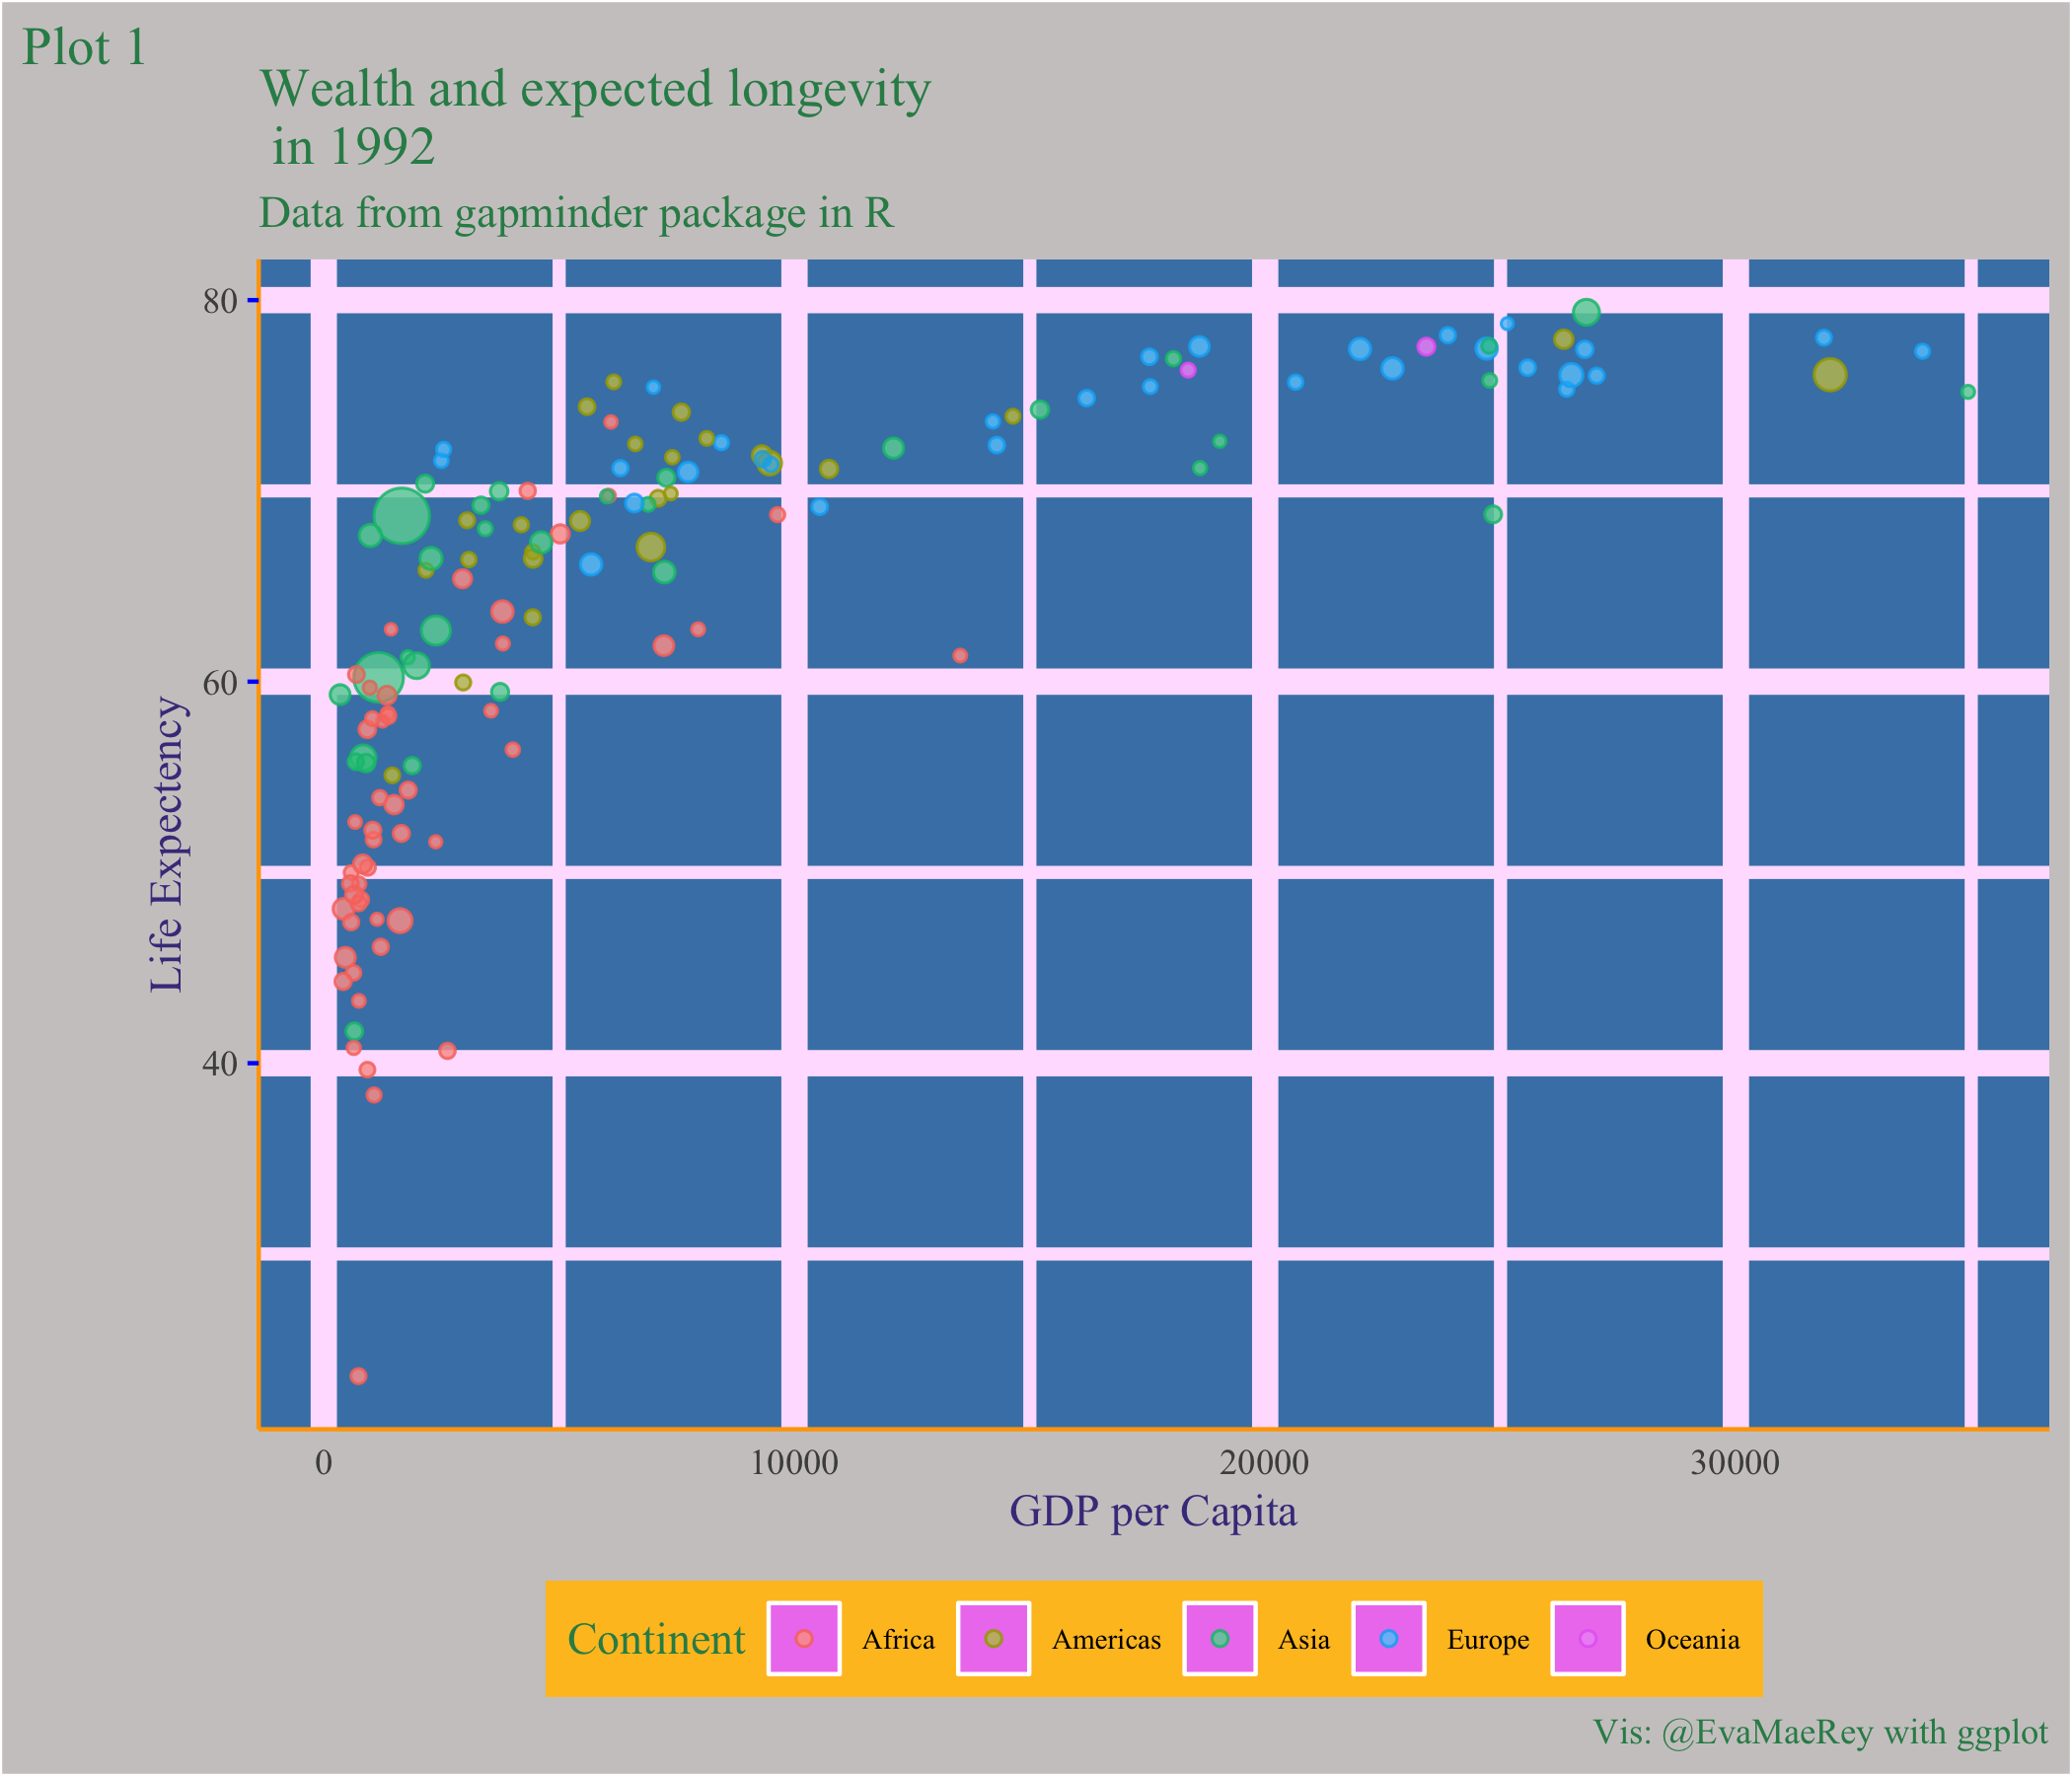 Plot 1
Wealth and expected longevity
in 1992
Data from gapminder package in R
80
60
40
Life Expectency
0 10000 20000 30000
GDP per Capita
Continent Africa Americas Asia Europe Oceania
Vis: @EvaMaeRey with ggplot